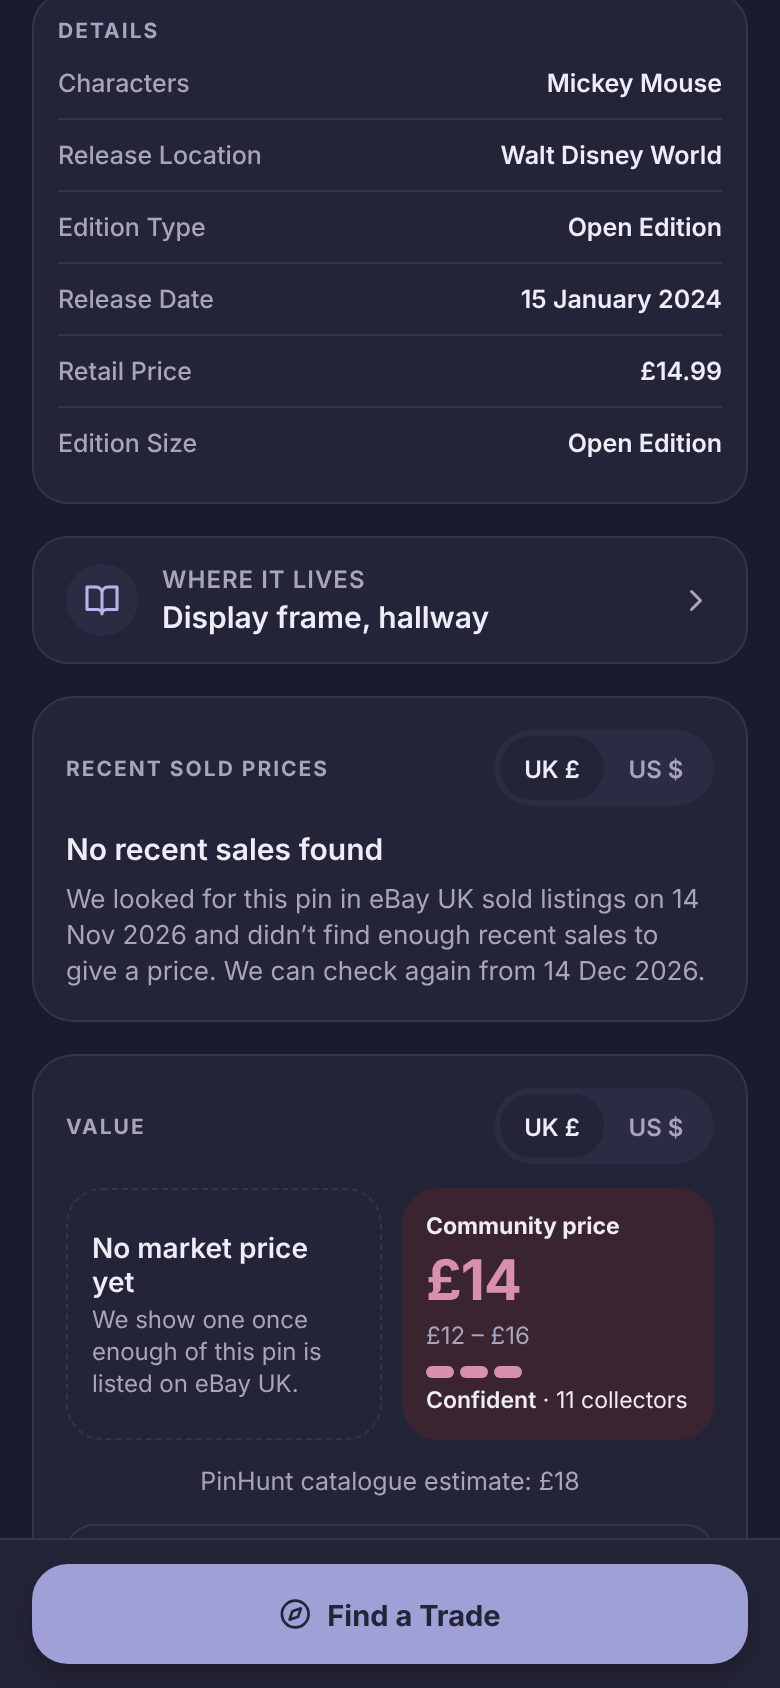 DETAILS
Characters Mickey Mouse
Release Location Walt Disney World
Edition Type Open Edition
Release Date 15 January 2024
Retail Price £14.99
Edition Size Open Edition
WHERE IT LIVES
Display frame, hallway
RECENT SOLD PRICES UK £ US $
No recent sales found
We looked for this pin in eBay UK sold listings on 14
Nov 2026 and didn’t find enough recent sales to
give a price. We can check again from 14 Dec 2026.
VALUE UK £ US $
No market price
yet
We show one once
enough of this pin is
listed on eBay UK.
Community price
£14
£12 – £16
Confident · 11 collectors
PinHunt catalogue estimate: £18
Find a Trade